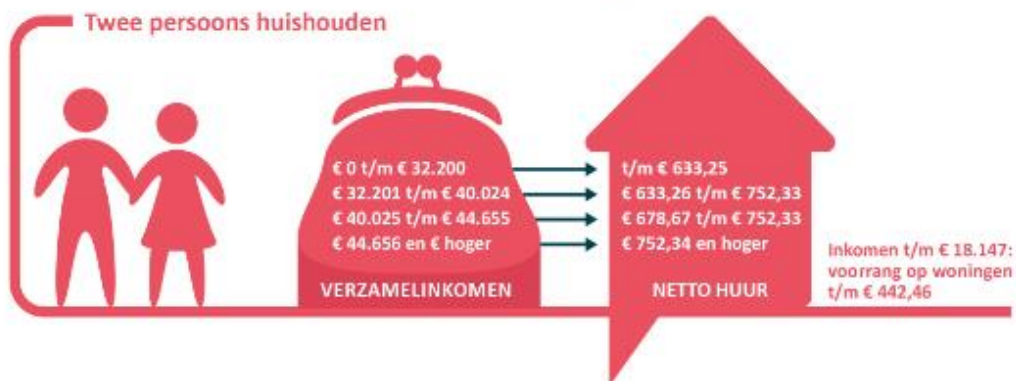 Twee persoons huishouden
€ 0 t/m € 32.200
t/m € 633,25
€ 32.201 t/m € 40.024
€ 633,26 t/m € 752,33
€ 40.025 t/m € 44.655
€ 678,67 t/m € 752,33
€ 44.656 en € hoger
€ 752,34 en hoger
VERZAMELINKOMEN
NETTO HUUR
Inkomen t/m € 18.147:
voorrang op woningen
t/m € 442,46